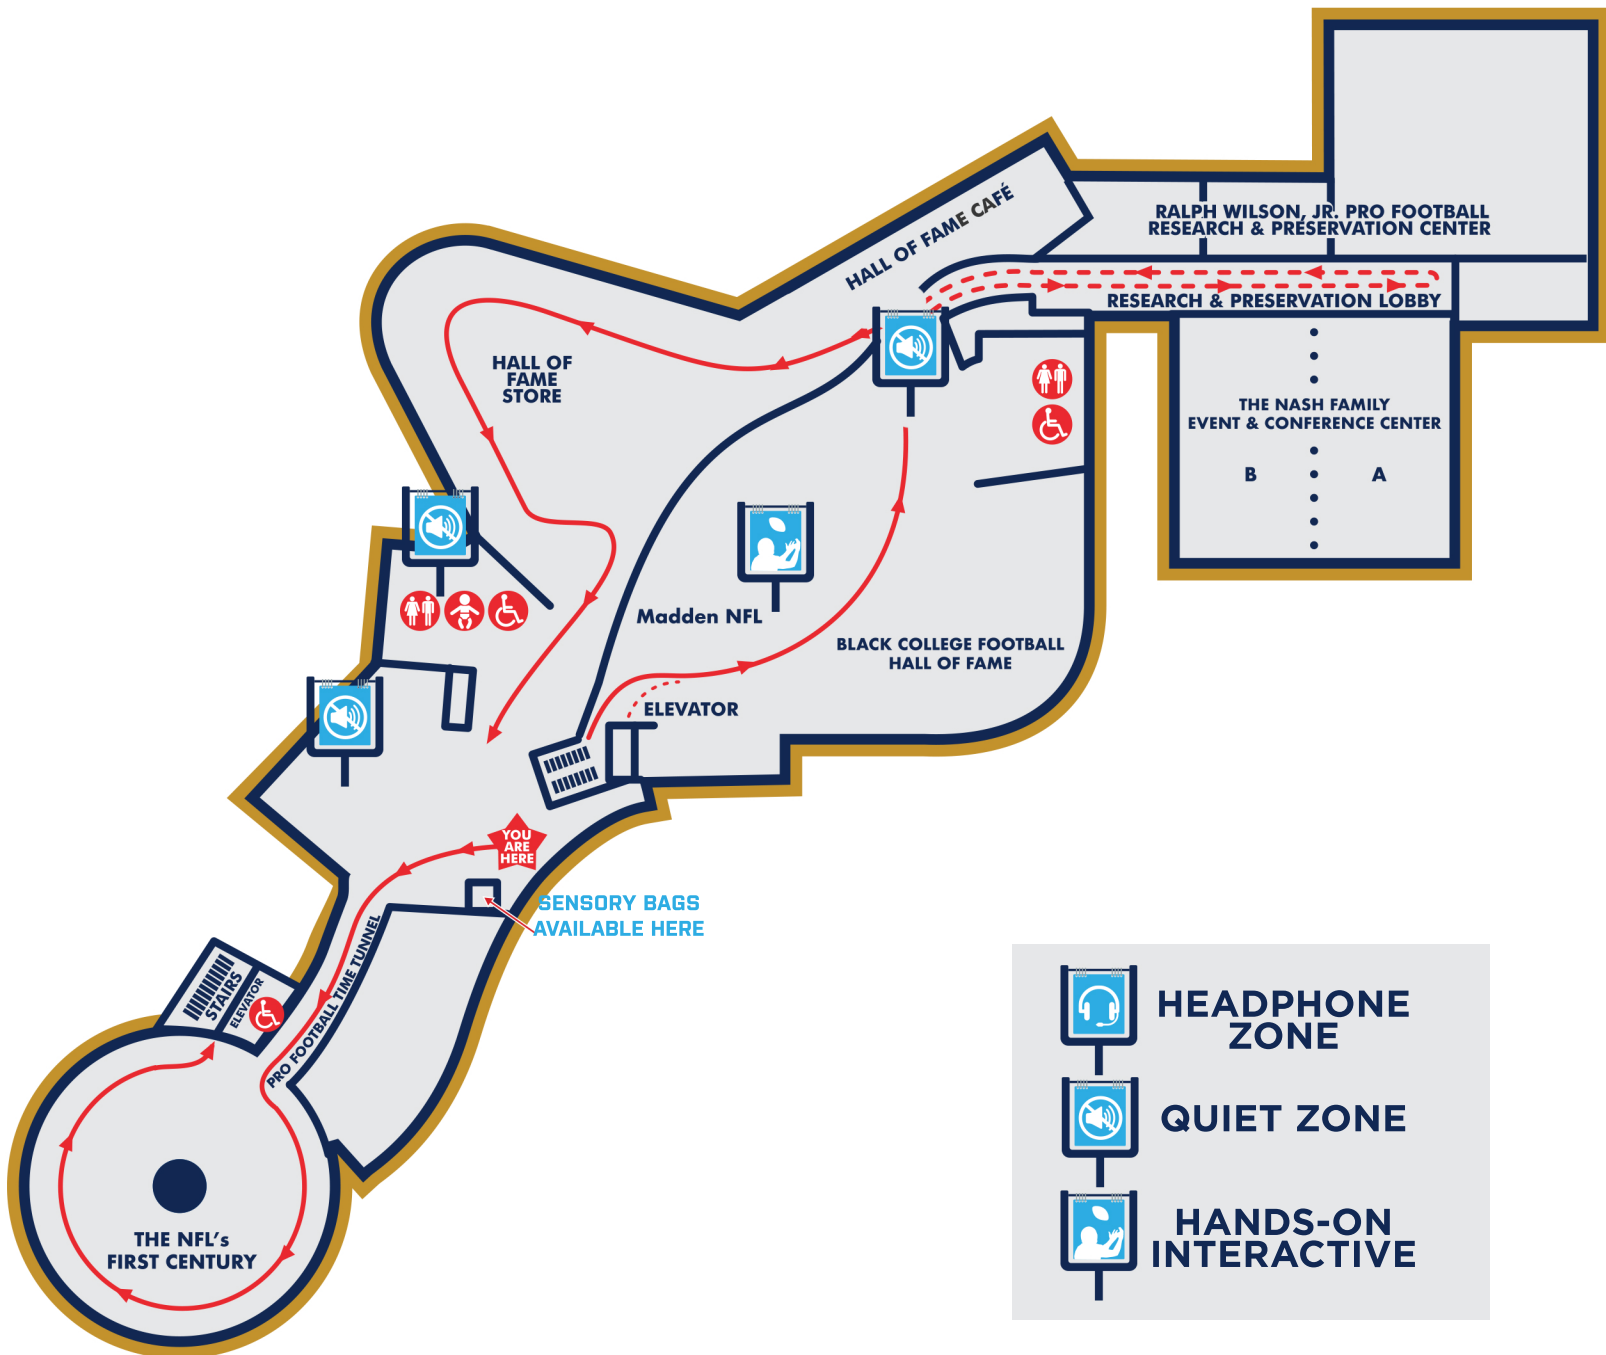 HALL OF FAME CAFÉ
RALPH WILSON, JR. PRO FOOTBALL
RESEARCH & PRESERVATION CENTER
RESEARCH & PRESERVATION LOBBY
HALL OF
FAME
STORE
THE NASH FAMILY
EVENT & CONFERENCE CENTER
B
A
Madden NFL
BLACK COLLEGE FOOTBALL
HALL OF FAME
ELEVATOR
YOU
ARE
HERE
SENSORY BAGS
AVAILABLE HERE
PRO FOOTBALL TIME TUNNEL
STAIRS
ELEVATOR
THE NFL's
FIRST CENTURY
HEADPHONE
ZONE
QUIET ZONE
HANDS-ON
INTERACTIVE